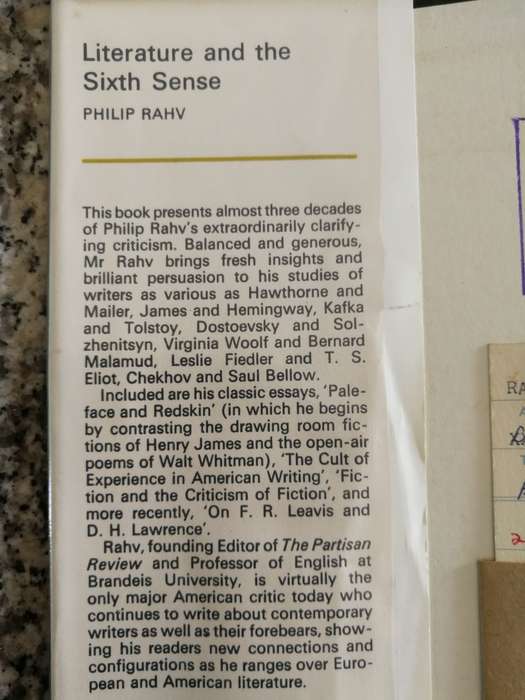 Literature and the
Sixth Sense
PHILIP RAHV
This book presents almost three decades
of Philip Rahv's extraordinarily clarify-
ing criticism. Balanced and generous,
Mr Rahv brings fresh insights and
brilliant persuasion to his studies of
writers as various as Hawthorne and
Mailer, James and Hemingway, Kafka
and Tolstoy, Dostoevsky and Sol-
zhenitsyn, Virginia Woolf and Bernard
Malamud, Leslie Fiedler and T. S.
Eliot, Chekhov and Saul Bellow.
Included are his classic essays, 'Pale-
face and Redskin' (in which he begins
by contrasting the drawing room fic-
tions of Henry James and the open-air
poems of Walt Whitman), 'The Cult of
Experience in American Writing', 'Fic-
tion and the Criticism of Fiction', and
more recently, 'On F. R. Leavis and
D. H. Lawrence'.
Rahv, founding Editor of The Partisan
Review and Professor of English at
Brandeis University, is virtually the
only major American critic today who
continues to write about contemporary
writers as well as their forebears, show-
ing his readers new connections and
configurations as he ranges over Euro-
pean and American literature.
RA